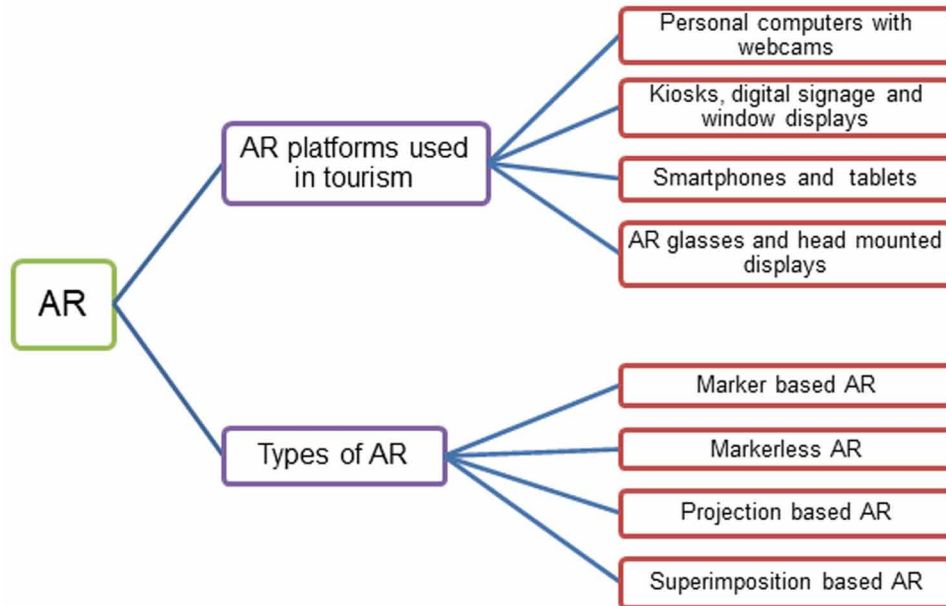 AR
AR platforms used
in tourism
Personal computers with
webcams
Kiosks, digital signage and
window displays
Smartphones and tablets
AR glasses and head mounted
displays
Types of AR
Marker based AR
Markerless AR
Projection based AR
Superimposition based AR